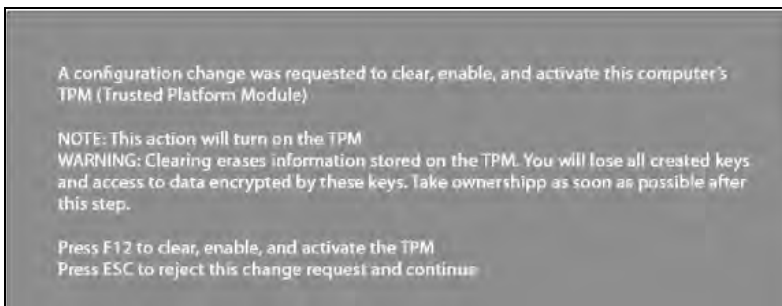 A configuration change was requested to clear, enable, and activate this computer's
TPM (Trusted Platform Module)
NOTE: This action will turn on the TPM
WARNING: Clearing erases information stored on the TPM. You will lose all created keys
and access to data encrypted by these keys. Take ownershipp as soon as possible after
this step.
Press F12 to clear, enable, and activate the TPM
Press ESC to reject this change request and continue